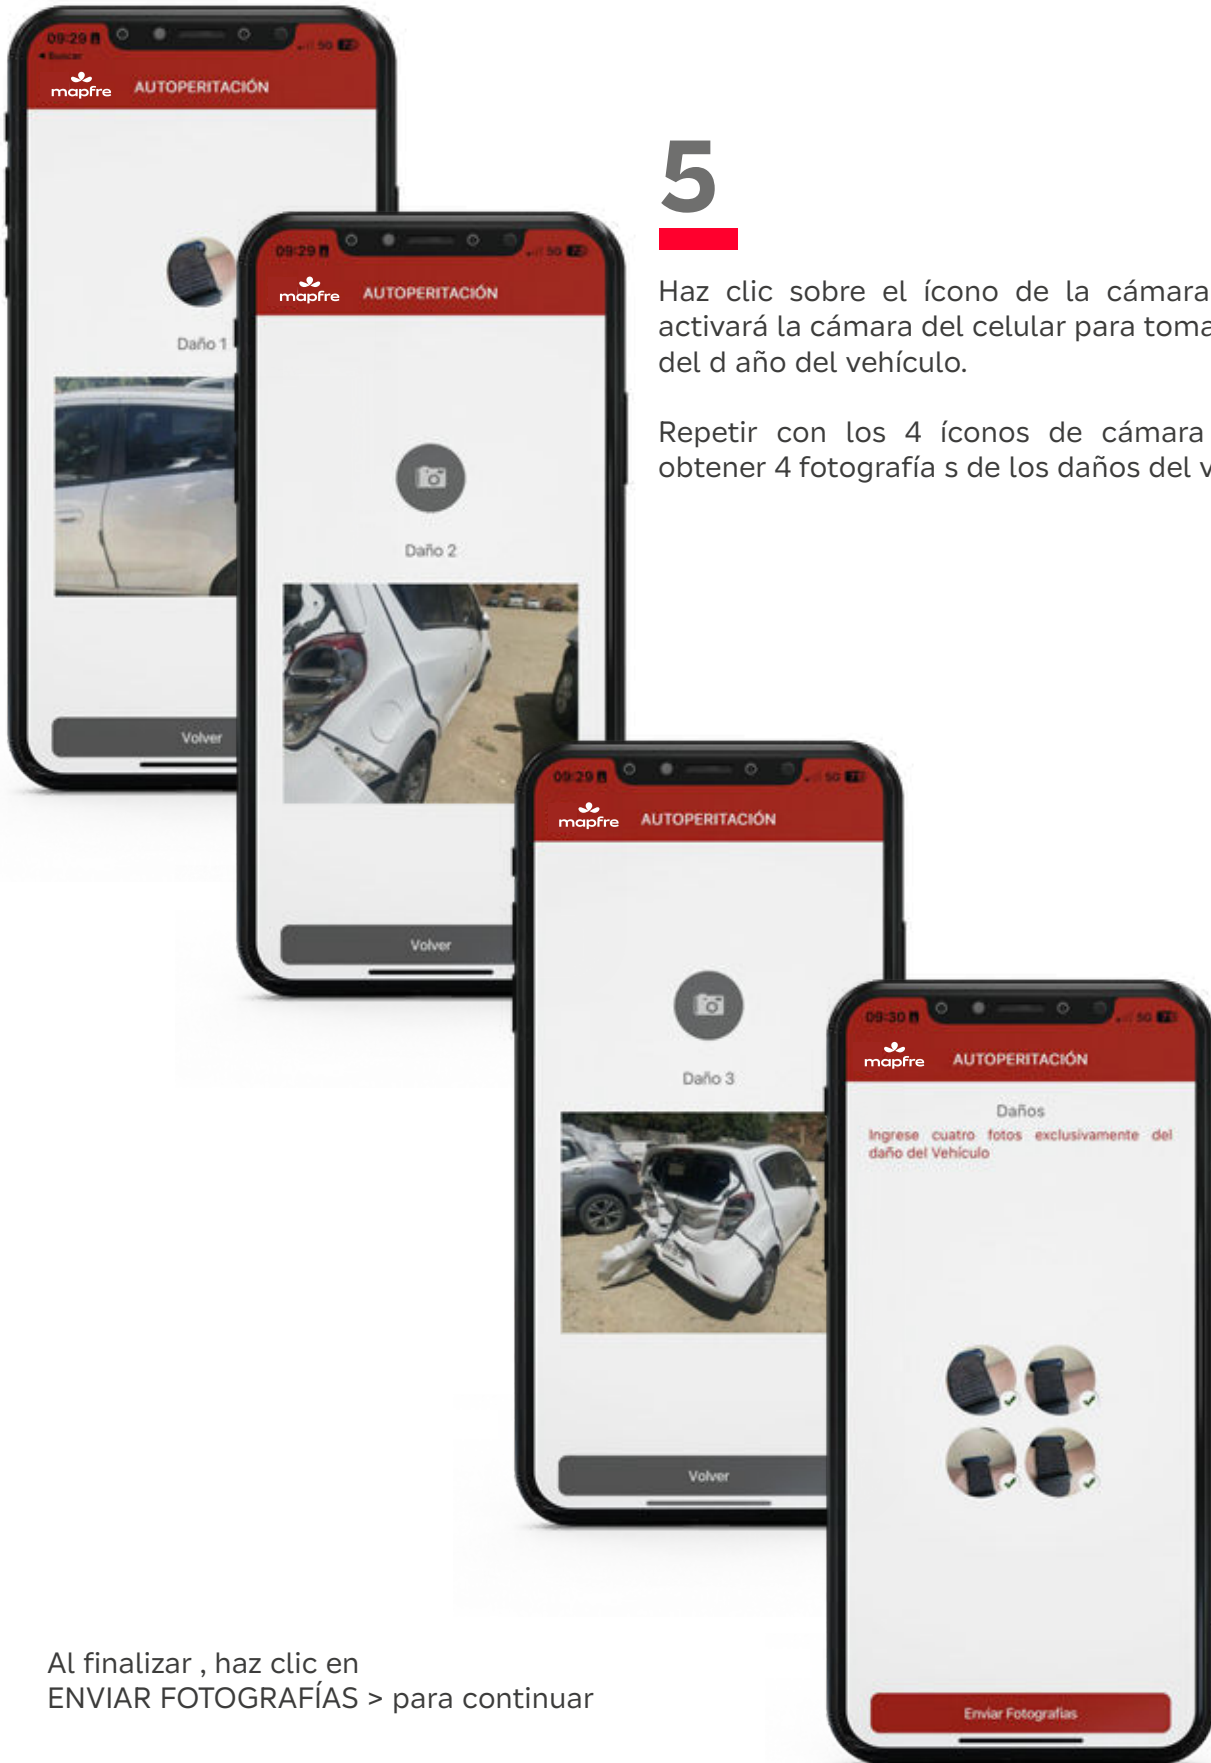 09:29
Buscar
mapfre AUTOPERITACIÓN
Daño 1
Volver
09:29 5G
mapfre AUTOPERITACIÓN
Daño 2
Volver
09:29 5G
mapfre AUTOPERITACIÓN
Daño 3
Volver
09:30 5G
mapfre AUTOPERITACIÓN
Daños
Ingrese cuatro fotos exclusivamente del
daño del Vehículo
Enviar Fotografías
5
Haz clic sobre el ícono de la cámara
activará la cámara del celular para toma
del d año del vehículo.
Repetir con los 4 íconos de cámara
obtener 4 fotografía s de los daños del v
Al finalizar , haz clic en
ENVIAR FOTOGRAFÍAS > para continuar